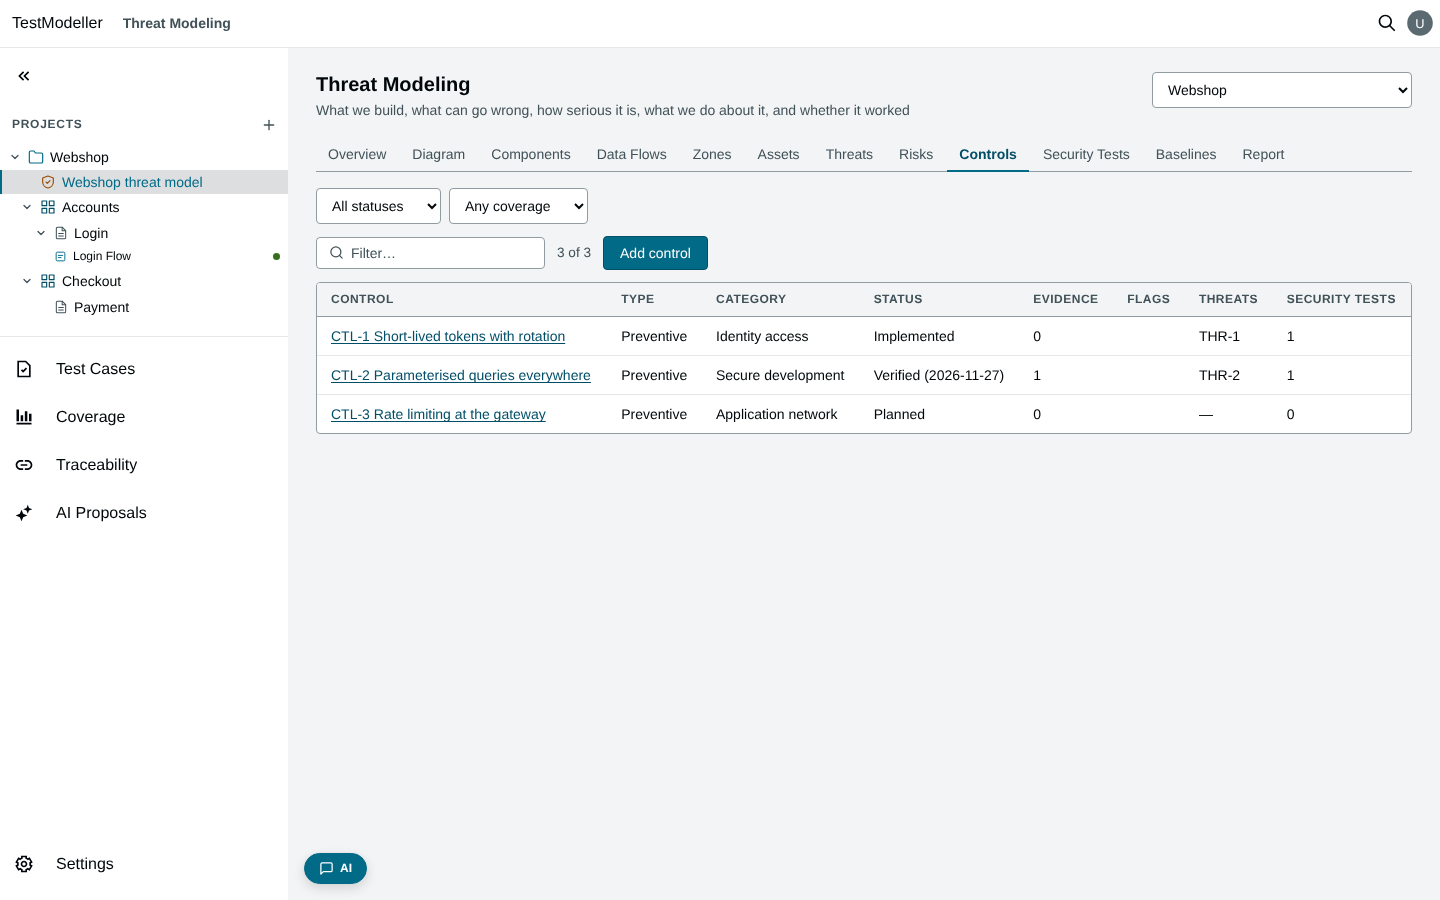 TestModeller Threat Modeling U
PROJECTS
Webshop
Webshop threat model
Accounts
Login
Login Flow
Checkout
Payment
Test Cases
Coverage
Traceability
AI Proposals
Settings
Threat Modeling
What we build, what can go wrong, how serious it is, what we do about it, and whether it worked
Webshop
Overview Diagram Components Data Flows Zones Assets Threats Risks Controls Security Tests Baselines Report
All statuses Any coverage
Filter… 3 of 3 Add control
CONTROL TYPE CATEGORY STATUS EVIDENCE FLAGS THREATS SECURITY TESTS
CTL-1 Short-lived tokens with rotation Preventive Identity access Implemented 0 THR-1 1
CTL-2 Parameterised queries everywhere Preventive Secure development Verified (2026-11-27) 1 THR-2 1
CTL-3 Rate limiting at the gateway Preventive Application network Planned 0 — 0
AI